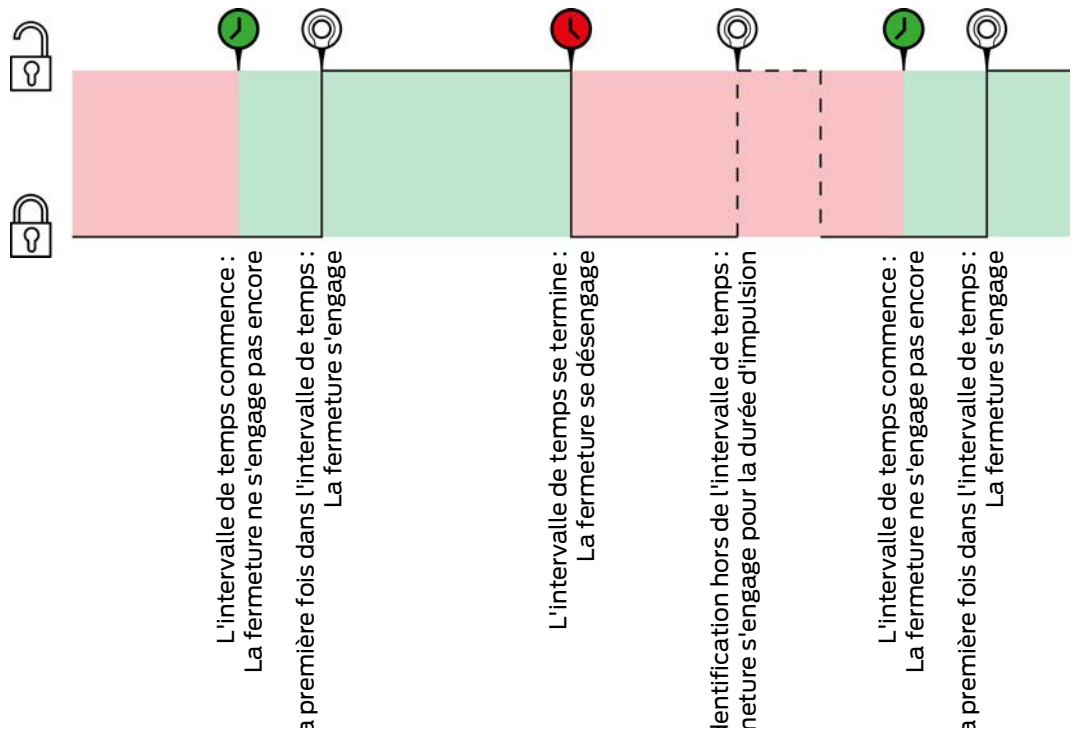 L'intervalle de temps commence :
La fermeture ne s'engage pas encore
première fois dans l'intervalle de temps :
La fermeture s'engage
L'intervalle de temps se termine :
La fermeture se désengage
hors de l'intervalle de temps :
s'engage pour la durée d'impulsion
L'intervalle de temps commence :
La fermeture ne s'engage pas encore
première fois dans l'intervalle de temps :
La fermeture s'engage